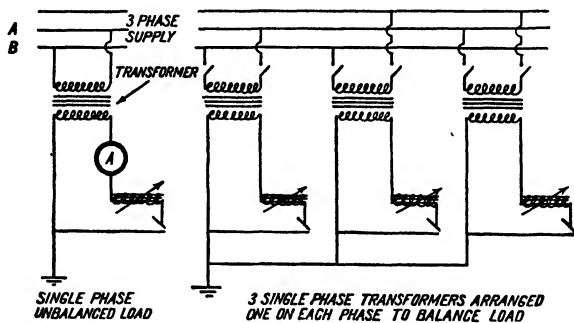 A
B
3 PHASE
SUPPLY
TRANSFORMER
A
SINGLE PHASE
UNBALANCED LOAD
3 SINGLE PHASE TRANSFORMERS ARRANGED
ONE ON EACH PHASE TO BALANCE LOAD